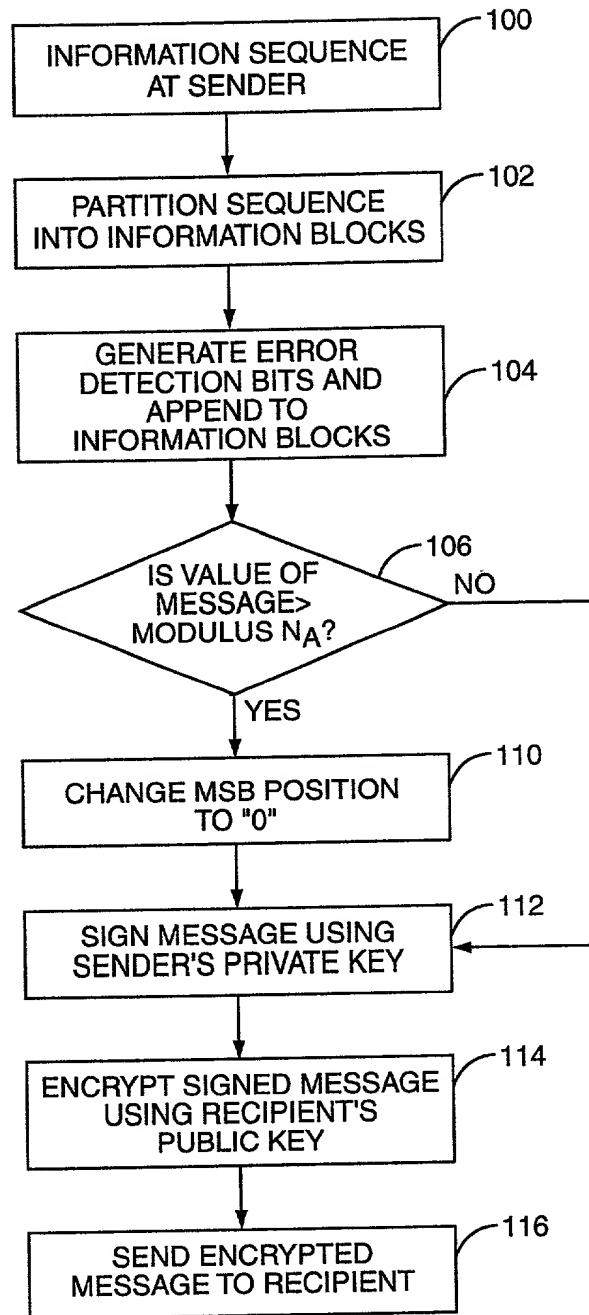 100
INFORMATION SEQUENCE
AT SENDER
102
PARTITION SEQUENCE
INTO INFORMATION BLOCKS
GENERATE ERROR
DETECTION BITS AND
APPEND TO
INFORMATION BLOCKS
104
106
IS VALUE OF
MESSAGE>
MODULUS NA?
NO
YES
110
CHANGE MSB POSITION
TO "0"
112
SIGN MESSAGE USING
SENDER'S PRIVATE KEY
114
ENCRYPT SIGNED MESSAGE
USING RECIPIENT'S
PUBLIC KEY
116
SEND ENCRYPTED
MESSAGE TO RECIPIENT